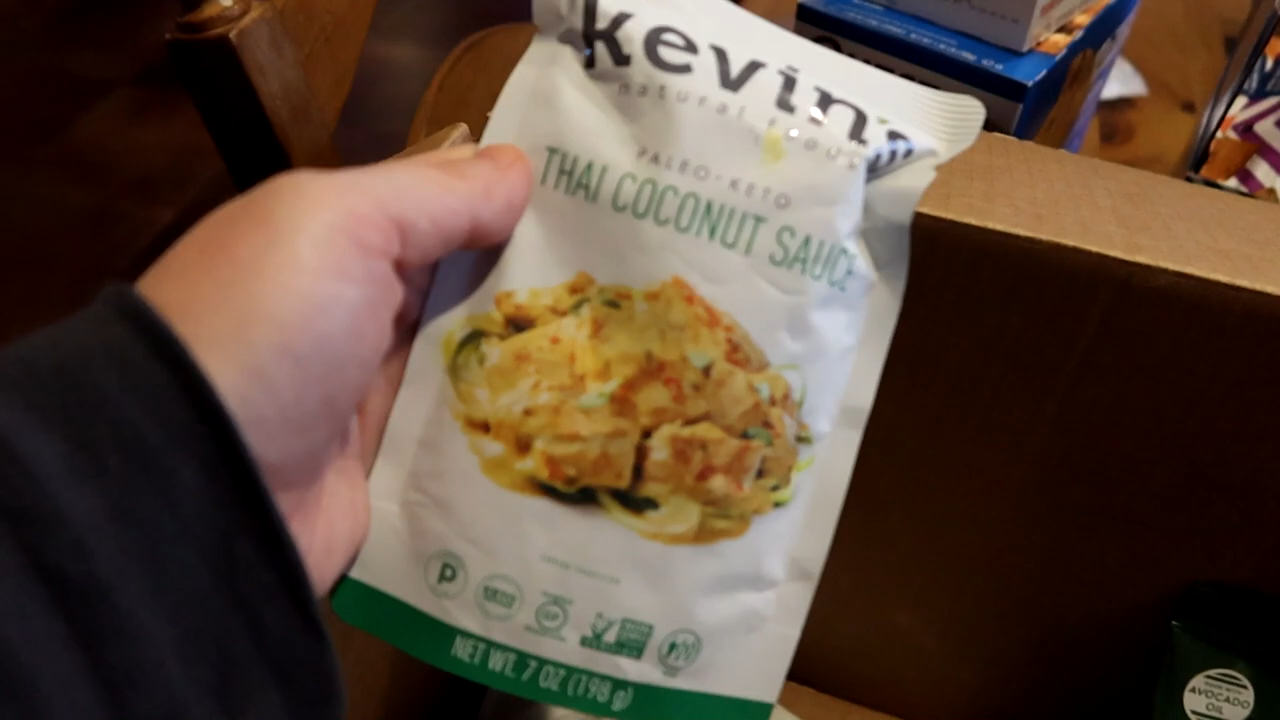 kevin's
natural foods
PALEO-KETO
THAI COCONUT SAUCE
P
NET WT. 7 OZ (198 g)
AVOCADO
OIL